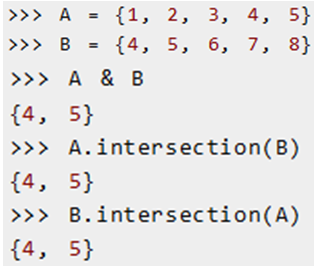 >>> A = {1, 2, 3, 4, 5}
>>> B = {4, 5, 6, 7, 8}
>>> A & B
{4, 5}
>>> A.intersection(B)
{4, 5}
>>> B.intersection(A)
{4, 5}